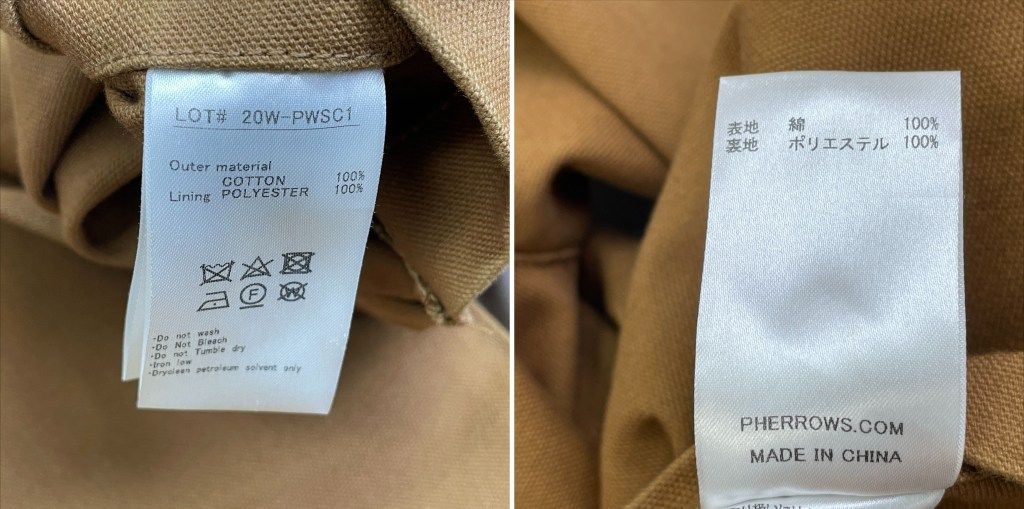 LOT# 20W-PWSC1
Outer material
COTTON 100%
Lining POLYESTER 100%
F
W
-Do not wash
-Do Not Bleach
-Do not Tumble dry
-Iron low
-Dryclean petroleum solvent only
表地 綿 100%
裏地 ポリエステル 100%
PHERROWS.COM
MADE IN CHINA